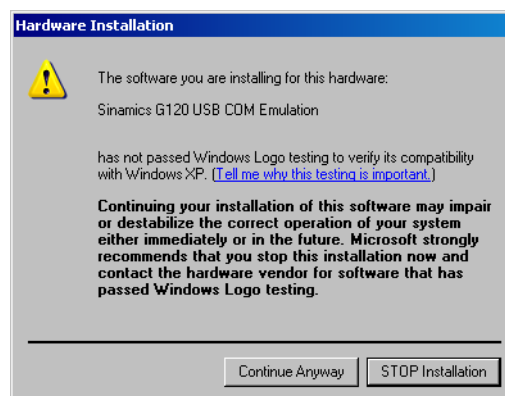 Hardware Installation
The software you are installing for this hardware:
Sinamics G120 USB COM Emulation
has not passed Windows Logo testing to verify its compatibility
with Windows XP. (Tell me why this testing is important.)
Continuing your installation of this software may impair
or destabilize the correct operation of your system
either immediately or in the future. Microsoft strongly
recommends that you stop this installation now and
contact the hardware vendor for software that has
passed Windows Logo testing.
Continue Anyway
STOP Installation